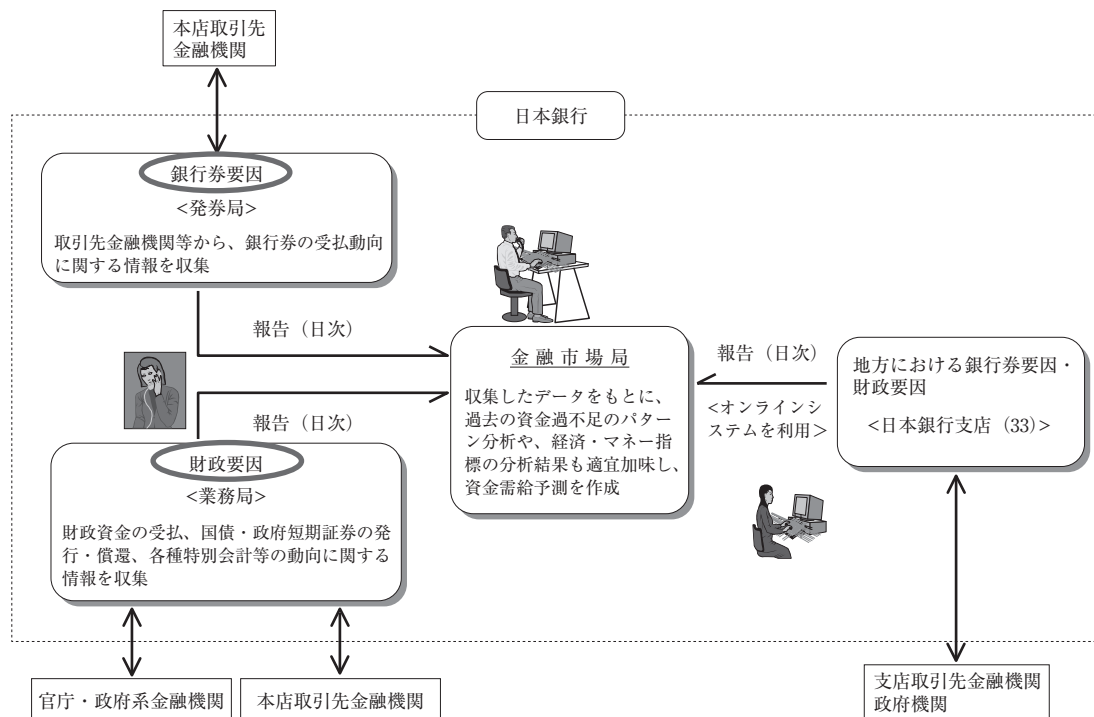 本店取引先
金融機関
日本銀行
銀行券要因
<発券局>
取引先金融機関等から、銀行券の受払動向
に関する情報を収集
報告（日次）
金融市場局
収集したデータをもとに、
過去の資金過不足のパター
ン分析や、経済・マネー指
標の分析結果も適宜加味し、
資金需給予測を作成
報告（日次）
<オンラインシ
ステムを利用>
地方における銀行券要因・
財政要因
<日本銀行支店（33）>
報告（日次）
財政要因
<業務局>
財政資金の受払、国債・政府短期証券の発
行・償還、各種特別会計等の動向に関する
情報を収集
官庁・政府系金融機関
本店取引先金融機関
支店取引先金融機関
政府機関